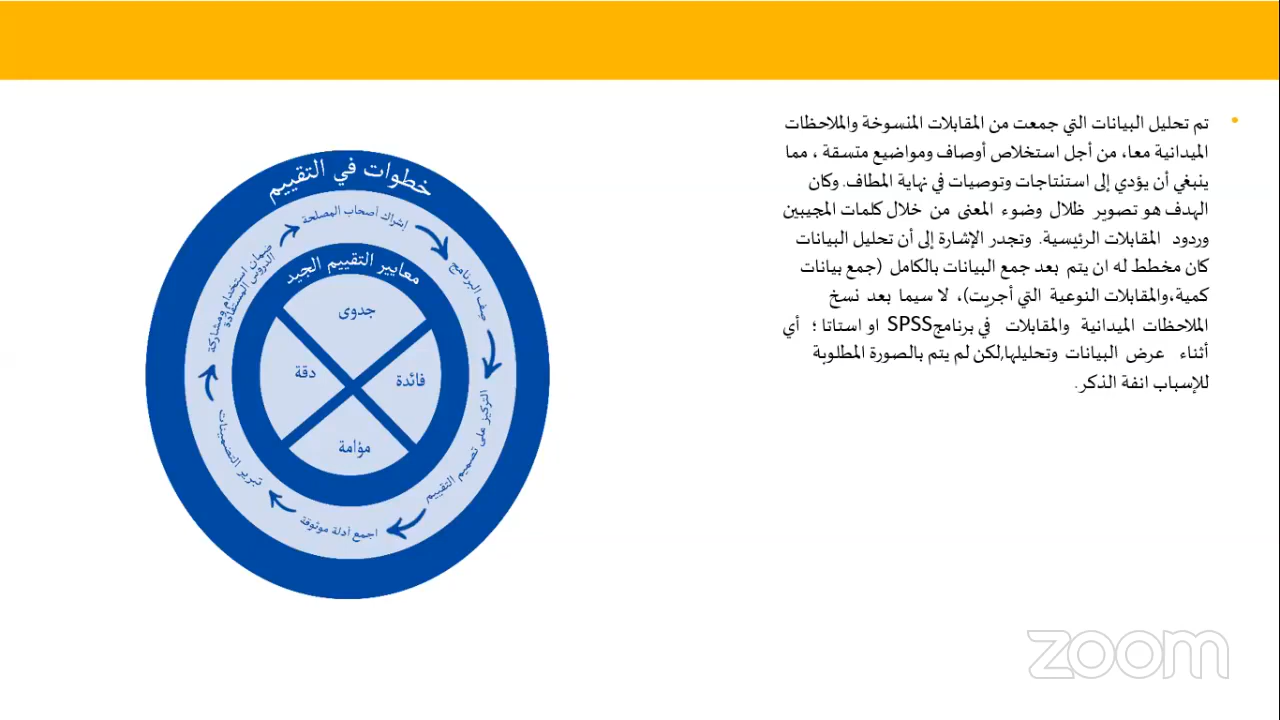 تم تحليل البيانات التي جمعت من المقابلات المنسوخة والملاحظات
الميدانية معا، من أجل استخلاص أوصاف ومواضيع متسقة ، مما
ينبغي أن يؤدي إلى استنتاجات وتوصيات في نهاية المطاف. وكان
الهدف هو تصوير ظلال وضوء المعنى من خلال كلمات المجيبين
وردود المقابلات الرئيسية. وتجدر الإشارة إلى أن تحليل البيانات
كان مخطط له ان يتم بعد جمع البيانات بالكامل (جمع بيانات
كمية،والمقابلات النوعية التي أجريت)، لا سيما بعد نسخ
الملاحظات الميدانية والمقابلات في برنامجSPSS او استاتا ؛ أي
أثناء عرض البيانات وتحليلها,لكن لم يتم بالصورة المطلوبة
للإسباب انفة الذكر.
خطوات في التقييم
إشراك أصحاب المصلحة
صف البرنامج
التركيز على تصميم التقييم
اجمع أدلة موثوقة
تبرير التضمينات
ضمان استخدام ومشاركة
الدروس المستفادة
معايير التقييم الجيد
جدوى
فائدة
دقة
مؤامة
zoom